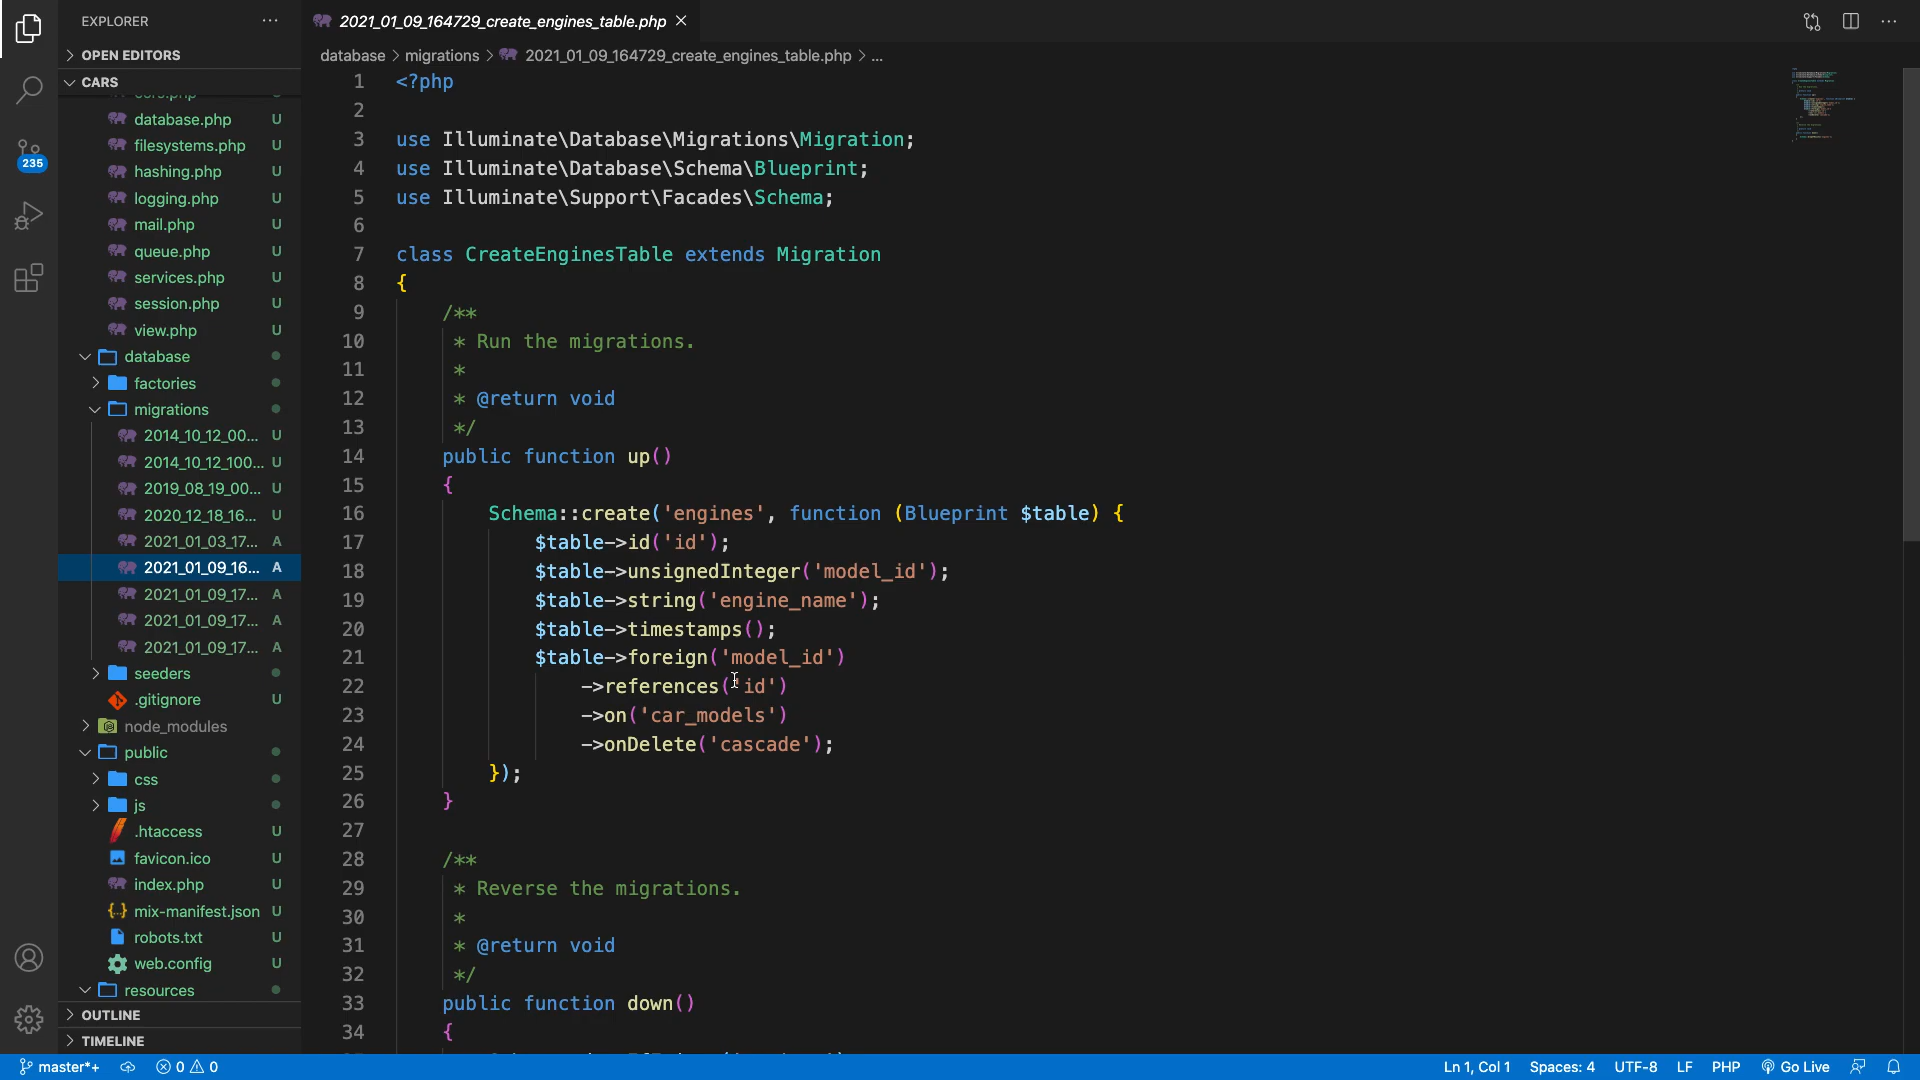 EXPLORER
OPEN EDITORS
CARS
database.php U
filesystems.php U
hashing.php U
logging.php U
mail.php U
queue.php U
services.php U
session.php U
view.php U
database
factories
migrations
2014_10_12_00... U
2014_10_12_100... U
2019_08_19_00... U
2020_12_18_16... U
2021_01_03_17... A
2021_01_09_16... A
2021_01_09_17... A
2021_01_09_17... A
2021_01_09_17... A
seeders
.gitignore U
node_modules
public
css
js
.htaccess U
favicon.ico U
index.php U
mix-manifest.json U
robots.txt U
web.config U
resources
OUTLINE
TIMELINE
235
2021_01_09_164729_create_engines_table.php
database > migrations > 2021_01_09_164729_create_engines_table.php > ...
1 <?php
2
3 use Illuminate\Database\Migrations\Migration;
4 use Illuminate\Database\Schema\Blueprint;
5 use Illuminate\Support\Facades\Schema;
6
7 class CreateEnginesTable extends Migration
8 {
9 /**
10 * Run the migrations.
11 *
12 * @return void
13 */
14 public function up()
15 {
16 Schema::create('engines', function (Blueprint $table) {
17 $table->id('id');
18 $table->unsignedInteger('model_id');
19 $table->string('engine_name');
20 $table->timestamps();
21 $table->foreign('model_id')
22 ->references('id')
23 ->on('car_models')
24 ->onDelete('cascade');
25 });
26 }
27
28 /**
29 * Reverse the migrations.
30 *
31 * @return void
32 */
33 public function down()
34 {
master*+ 0 0 Ln 1, Col 1 Spaces: 4 UTF-8 LF PHP Go Live